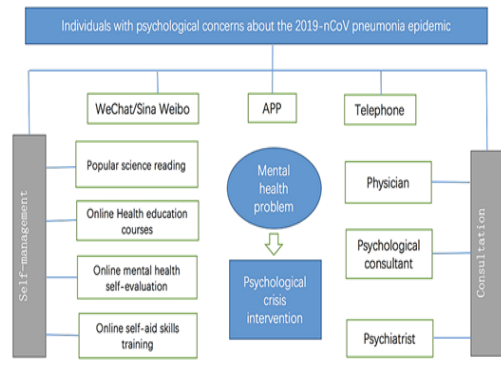 Individuals with psychological concerns about the 2019-nCoV pneumonia epidemic
WeChat/Sina Weibo
APP
Telephone
Self-management
Popular science reading
Online Health education
courses
Online mental health
self-evaluation
Online self-aid skills
training
Mental
health
problem
Psychological
crisis
intervention
Physician
Psychological
consultant
Psychiatrist
Consultation